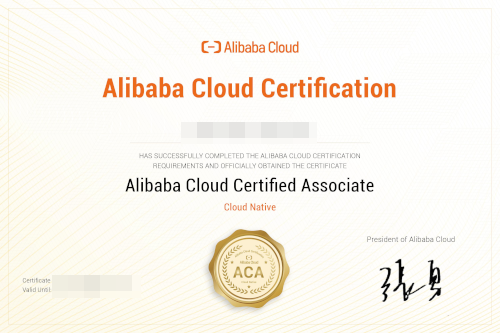 Alibaba Cloud
Alibaba Cloud Certification
HAS SUCCESSFULLY COMPLETED THE ALIBABA CLOUD CERTIFICATION
REQUIREMENTS AND OFFICIALLY OBTAINED THE CERTIFICATE
Alibaba Cloud Certified Associate
Cloud Native
President of Alibaba Cloud
ACA
Certificate
Valid until